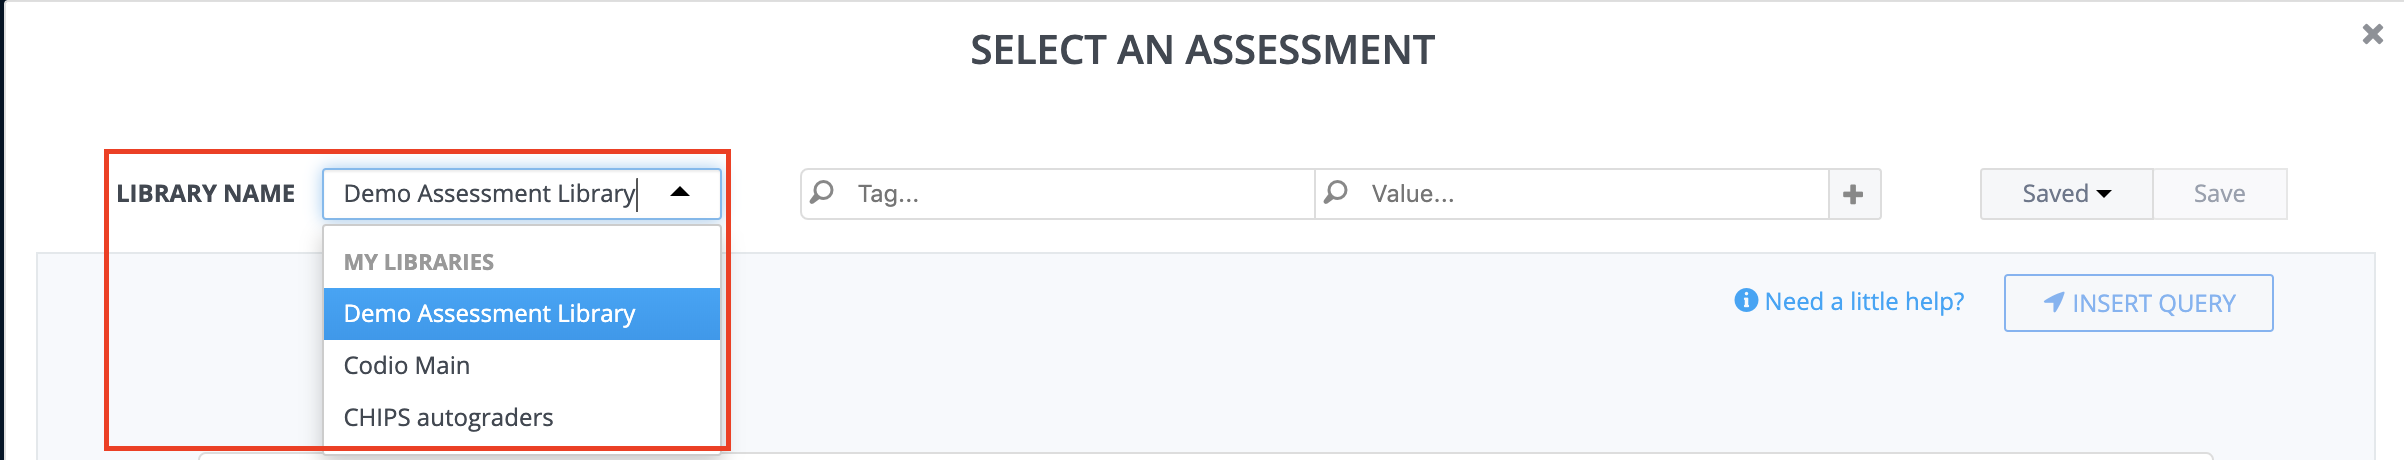 SELECT AN ASSESSMENT
LIBRARY NAME
Demo Assessment Library
Tag...
Value...
Saved
Save
MY LIBRARIES
Demo Assessment Library
Codio Main
CHIPS autograders
Need a little help?
INSERT QUERY